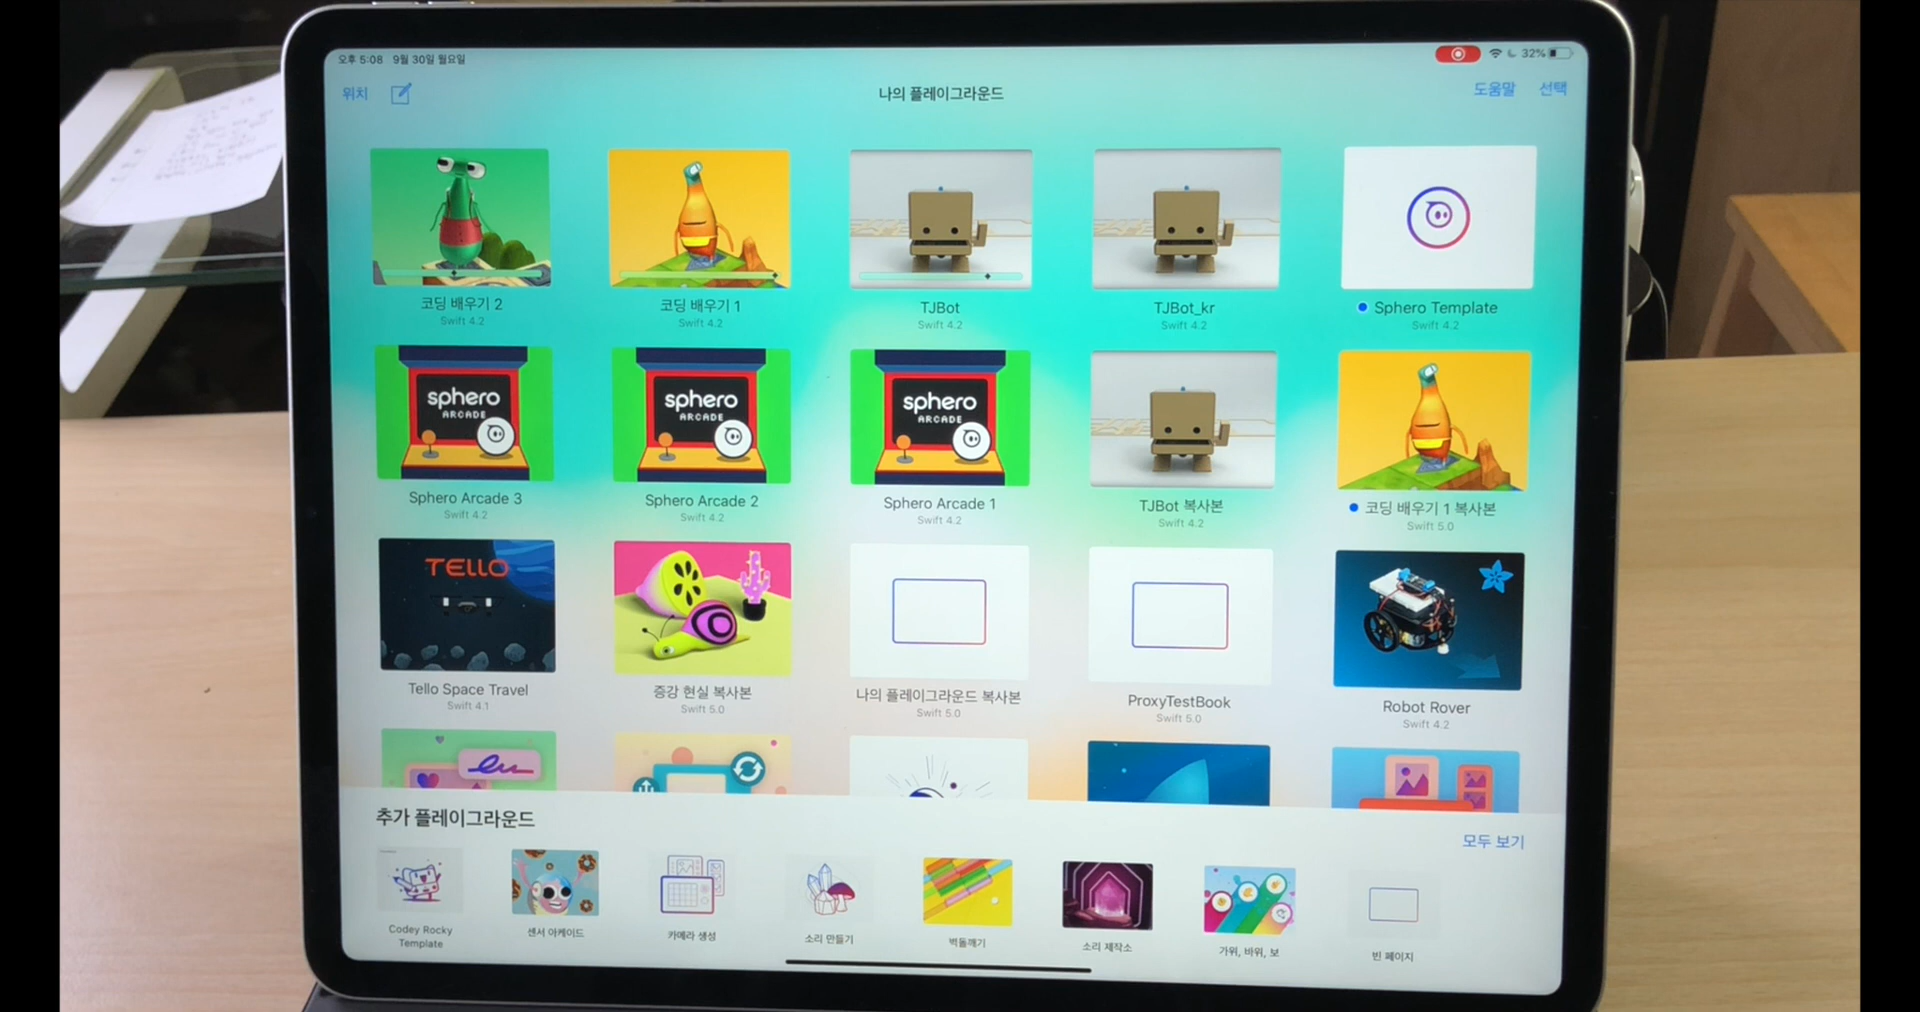 오후 5:08 9월 30일 월요일
32%
위치
나의 플레이그라운드
도움말 선택
코딩 배우기 2
Swift 4.2
코딩 배우기 1
Swift 4.2
TJBot
Swift 4.2
TJBot_kr
Swift 4.2
Sphero Template
Swift 4.2
sphero
ARCADE
Sphero Arcade 3
Swift 4.2
sphero
ARCADE
Sphero Arcade 2
Swift 4.2
sphero
ARCADE
Sphero Arcade 1
Swift 4.2
TJBot 복사본
Swift 4.2
코딩 배우기 1 복사본
Swift 5.0
TELLO
Tello Space Travel
Swift 4.1
증강 현실 복사본
Swift 5.0
나의 플레이그라운드 복사본
Swift 5.0
ProxyTestBook
Swift 5.0
Robot Rover
Swift 4.2
추가 플레이그라운드
모두 보기
Codey Rocky
Template
센서 아케이드
카메라 생성
소리 만들기
벽돌깨기
소리 제작소
가위, 바위, 보
빈 페이지